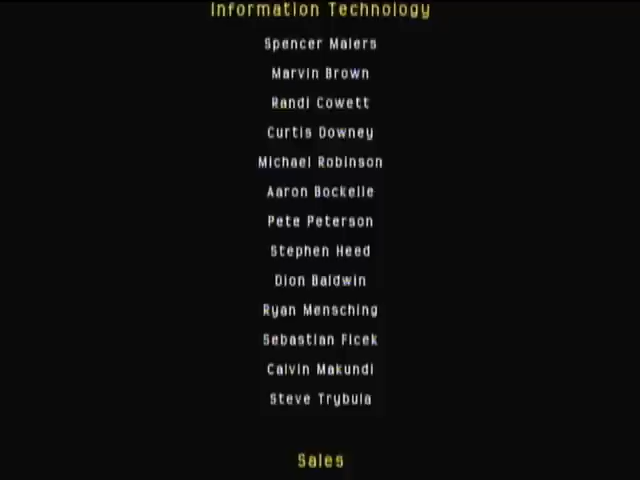 Information Technology
Spencer Maiers
Marvin Brown
Randi Cowett
Curtis Downey
Michael Robinson
Aaron Bockelie
Pete Peterson
Stephen Heed
Dion Baldwin
Ryan Mensching
Sebastian Ficek
Calvin Makundi
Steve Trybula
Sales